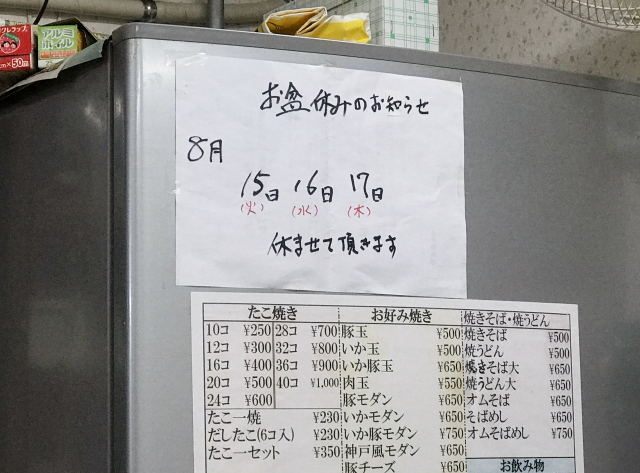 アルミ
ホイル
お盆休みのお知らせ
8月
15日 16日 17日
(火) (水) (木)
休ませて頂きます
たこ焼き
10コ ¥250 28コ ¥700
12コ ¥300 32コ ¥800
16コ ¥400 36コ ¥900
20コ ¥500 40コ ¥1,000
24コ ¥600
たこ一焼 ¥230
だしたこ(6コ入) ¥230
たこ一セット ¥350
お好み焼き
豚玉 ¥500
いか玉 ¥500
いか豚玉 ¥650
肉玉 ¥550
豚モダン ¥650
いかモダン ¥650
いか豚モダン ¥750
神戸風モダン ¥650
豚チーズ ¥650
焼きそば・焼うどん
焼きそば ¥500
焼うどん ¥500
焼きそば大 ¥650
焼うどん大 ¥650
オムそば ¥650
そばめし ¥650
オムそばめし ¥750
お飲み物